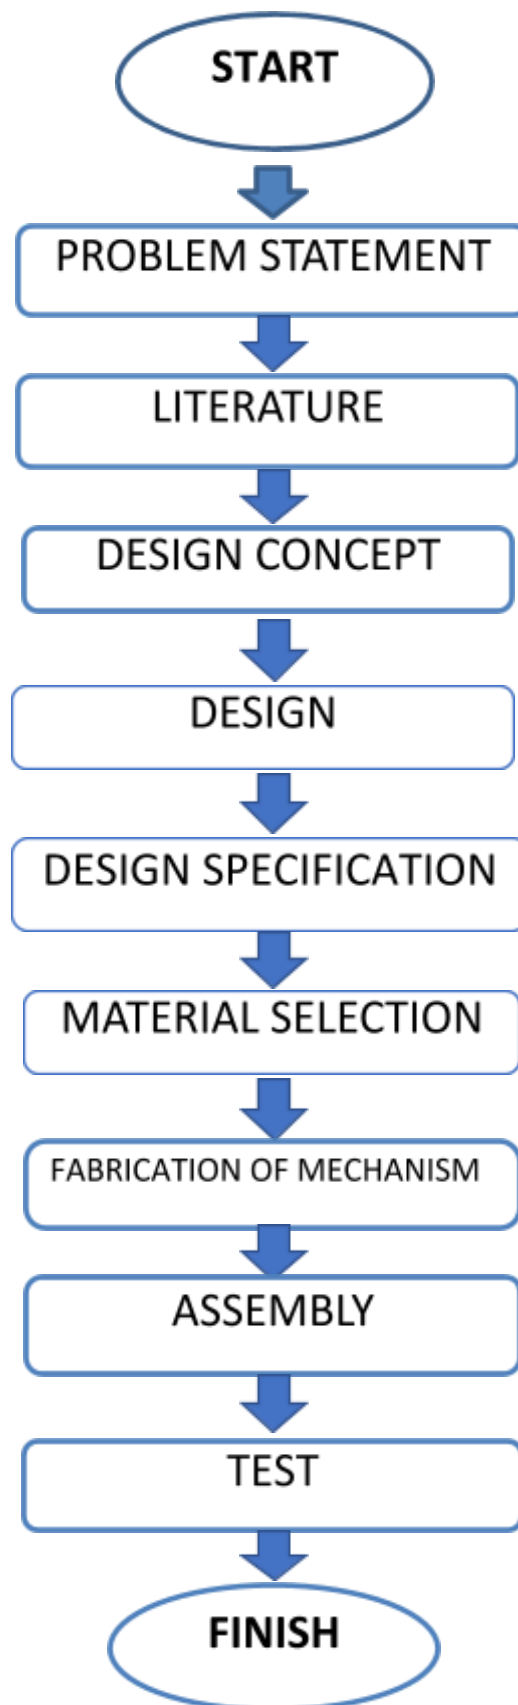 START
PROBLEM STATEMENT
LITERATURE
DESIGN CONCEPT
DESIGN
DESIGN SPECIFICATION
MATERIAL SELECTION
FABRICATION OF MECHANISM
ASSEMBLY
TEST
FINISH